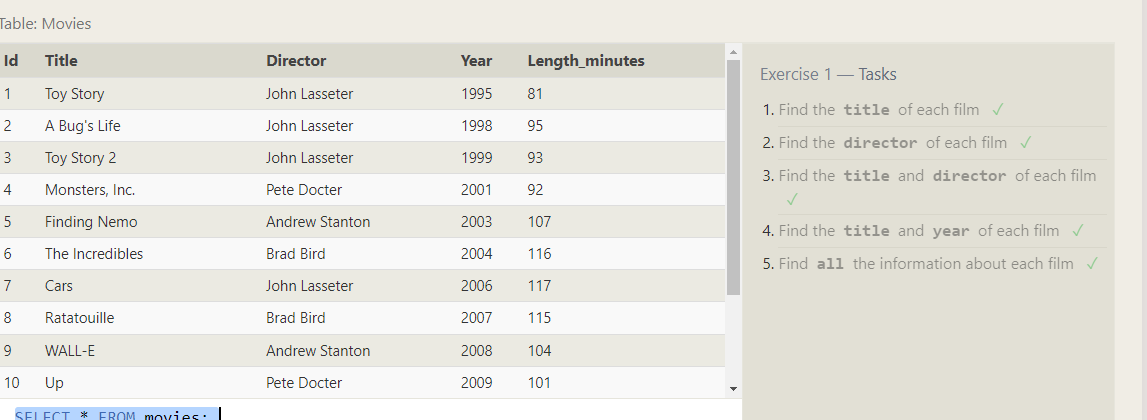 Table: Movies
Id Title Director Year Length_minutes
1 Toy Story John Lasseter 1995 81
2 A Bug's Life John Lasseter 1998 95
3 Toy Story 2 John Lasseter 1999 93
4 Monsters, Inc. Pete Docter 2001 92
5 Finding Nemo Andrew Stanton 2003 107
6 The Incredibles Brad Bird 2004 116
7 Cars John Lasseter 2006 117
8 Ratatouille Brad Bird 2007 115
9 WALL-E Andrew Stanton 2008 104
10 Up Pete Docter 2009 101
SELECT * FROM movies;
Exercise 1 — Tasks
1. Find the title of each film ✓
2. Find the director of each film ✓
3. Find the title and director of each film
✓
4. Find the title and year of each film ✓
5. Find all the information about each film ✓